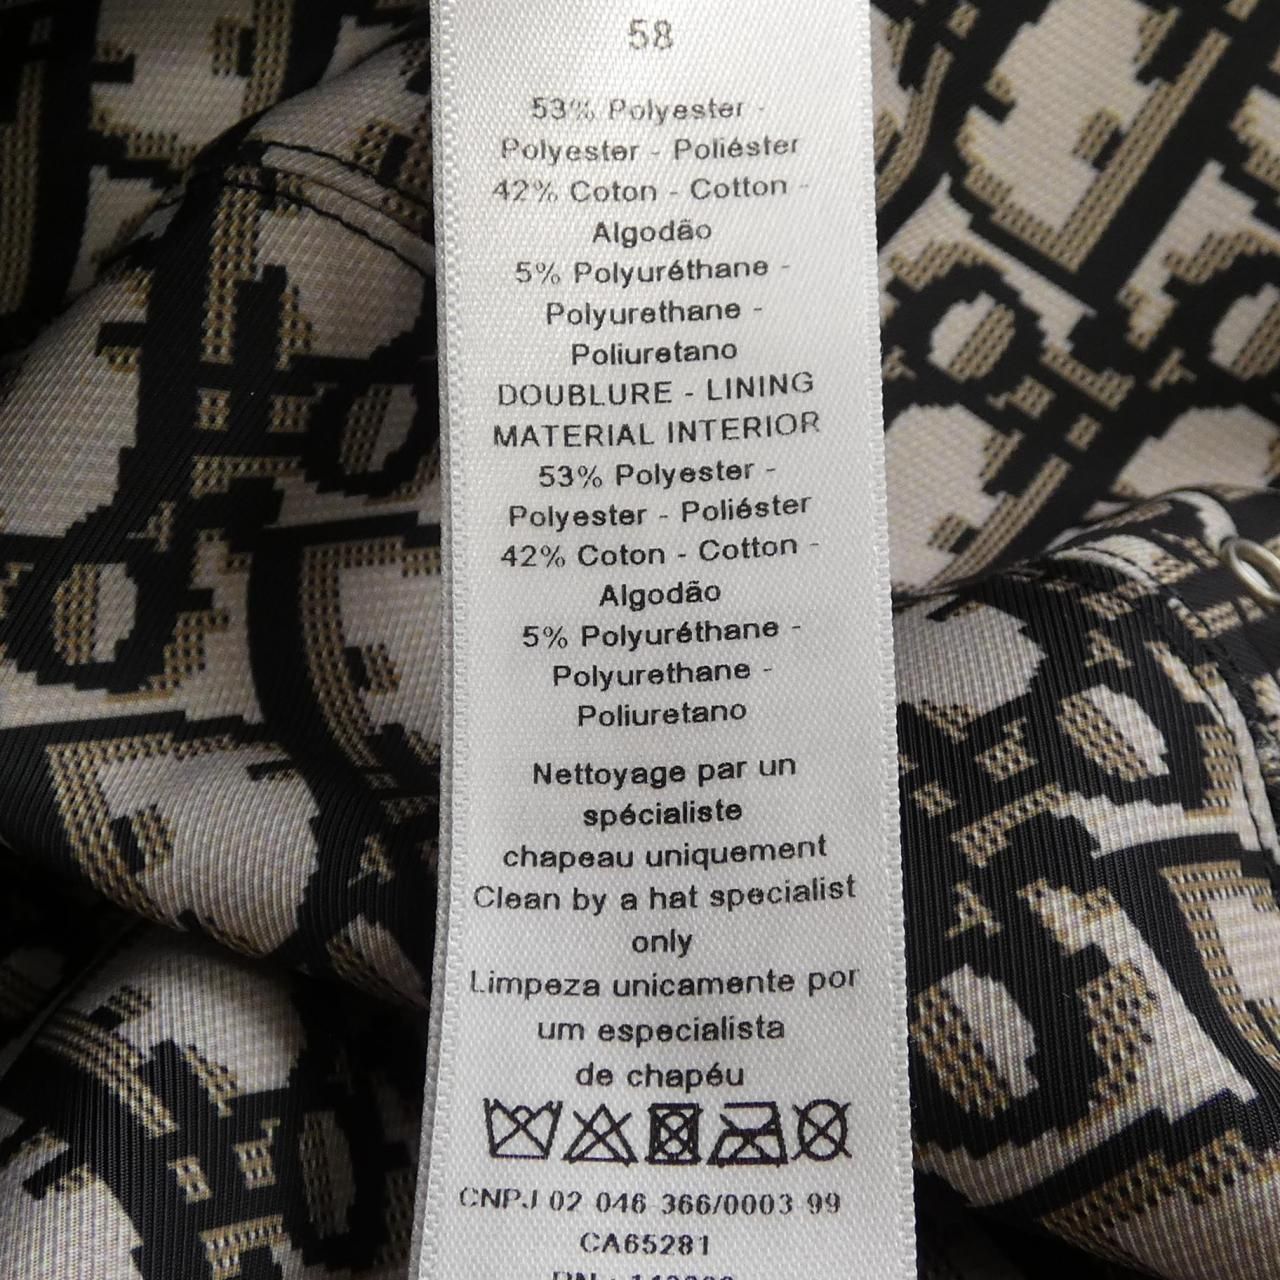 58
53% Polyester -
Polyester - Poliéster
42% Coton - Cotton -
Algodão
5% Polyuréthane -
Polyurethane -
Poliuretano
DOUBLURE - LINING
MATERIAL INTERIOR
53% Polyester -
Polyester - Poliéster
42% Coton - Cotton -
Algodão
5% Polyuréthane -
Polyurethane -
Poliuretano
Nettoyage par un
spécialiste
chapeau uniquement
Clean by a hat specialist
only
Limpeza unicamente por
um especialista
de chapéu
CNPJ 02 046 366/0003 99
CA65281